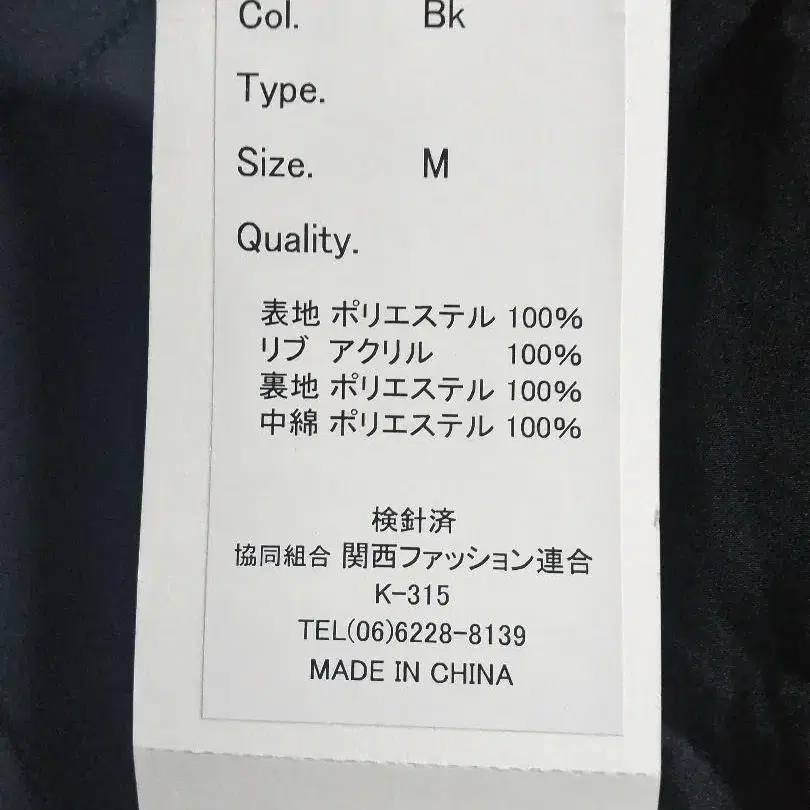 Col. Bk
Type.
Size. M
Quality.
表地 ポリエステル 100%
リブ アクリル 100%
裏地 ポリエステル 100%
中綿 ポリエステル 100%
検針済
協同組合 関西ファッション連合
K-315
TEL(06)6228-8139
MADE IN CHINA